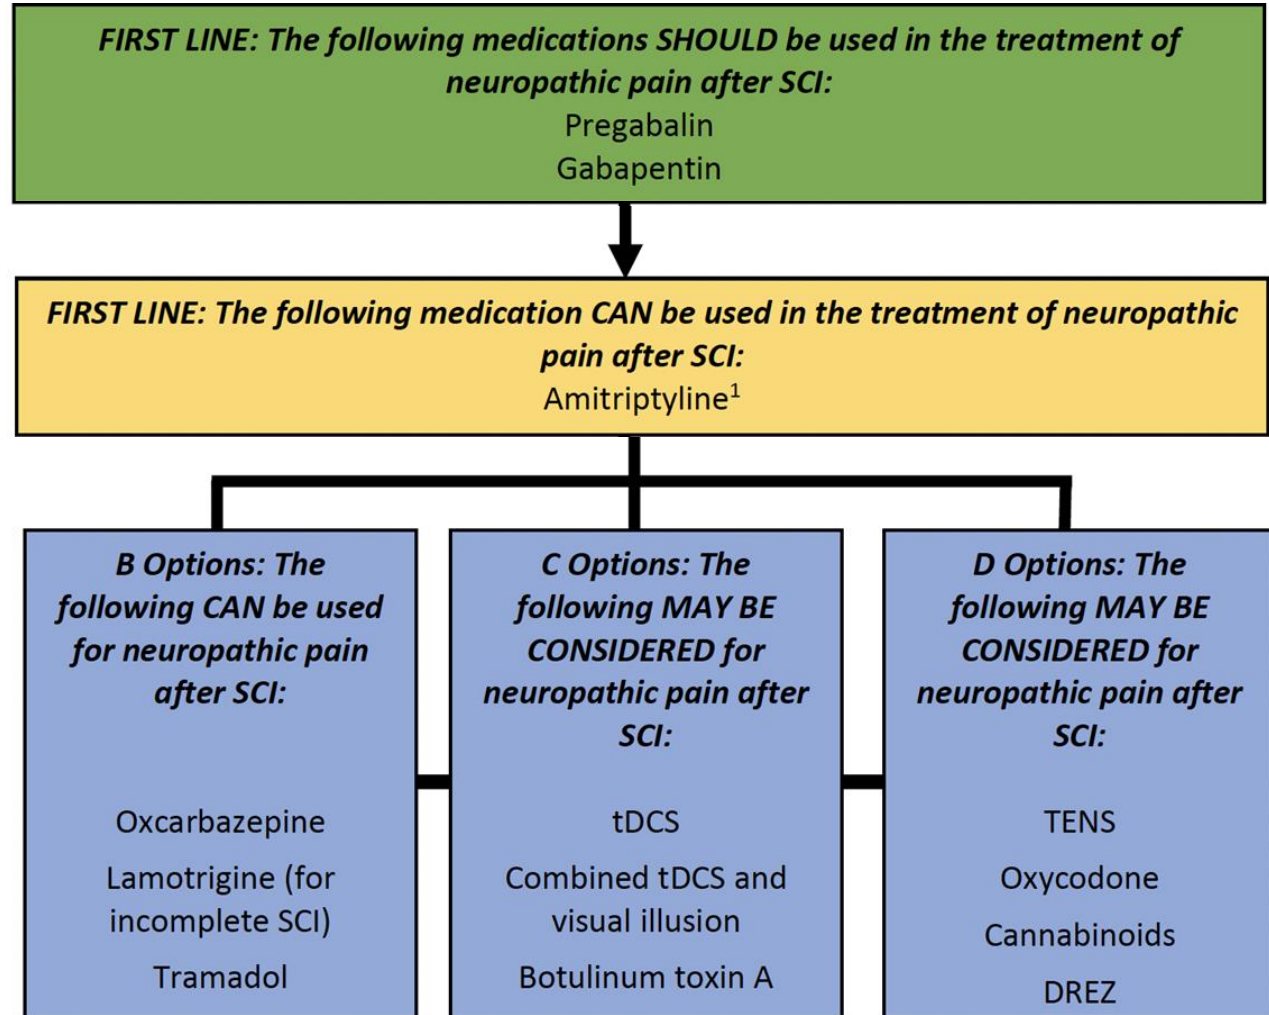 FIRST LINE: The following medications SHOULD be used in the treatment of
neuropathic pain after SCI:
Pregabalin
Gabapentin
FIRST LINE: The following medication CAN be used in the treatment of neuropathic
pain after SCI:
Amitriptyline¹
B Options: The
following CAN be used
for neuropathic pain
after SCI:
Oxcarbazepine
Lamotrigine (for
incomplete SCI)
Tramadol
C Options: The
following MAY BE
CONSIDERED for
neuropathic pain after
SCI:
tDCS
Combined tDCS and
visual illusion
Botulinum toxin A
D Options: The
following MAY BE
CONSIDERED for
neuropathic pain after
SCI:
TENS
Oxycodone
Cannabinoids
DREZ